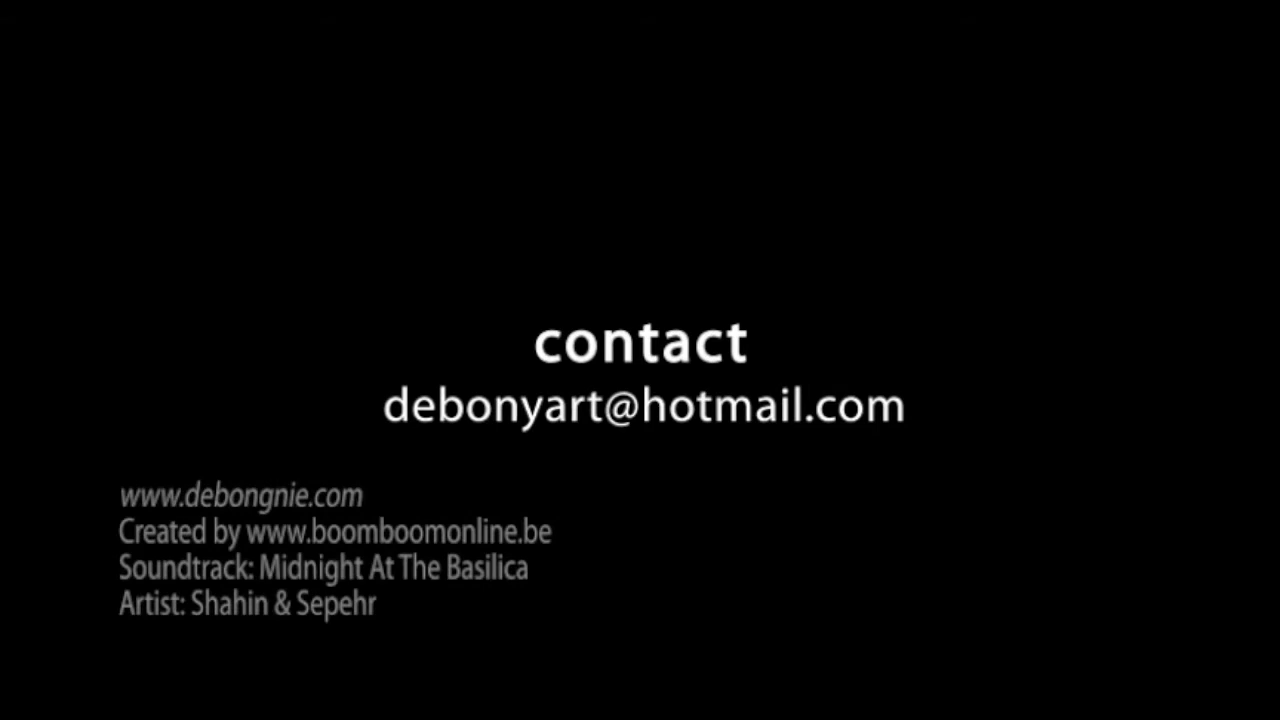 contact
debonyart@hotmail.com
www.debongnie.com
Created by www.boomboomonline.be
Soundtrack: Midnight At The Basilica
Artist: Shahin & Sepehr